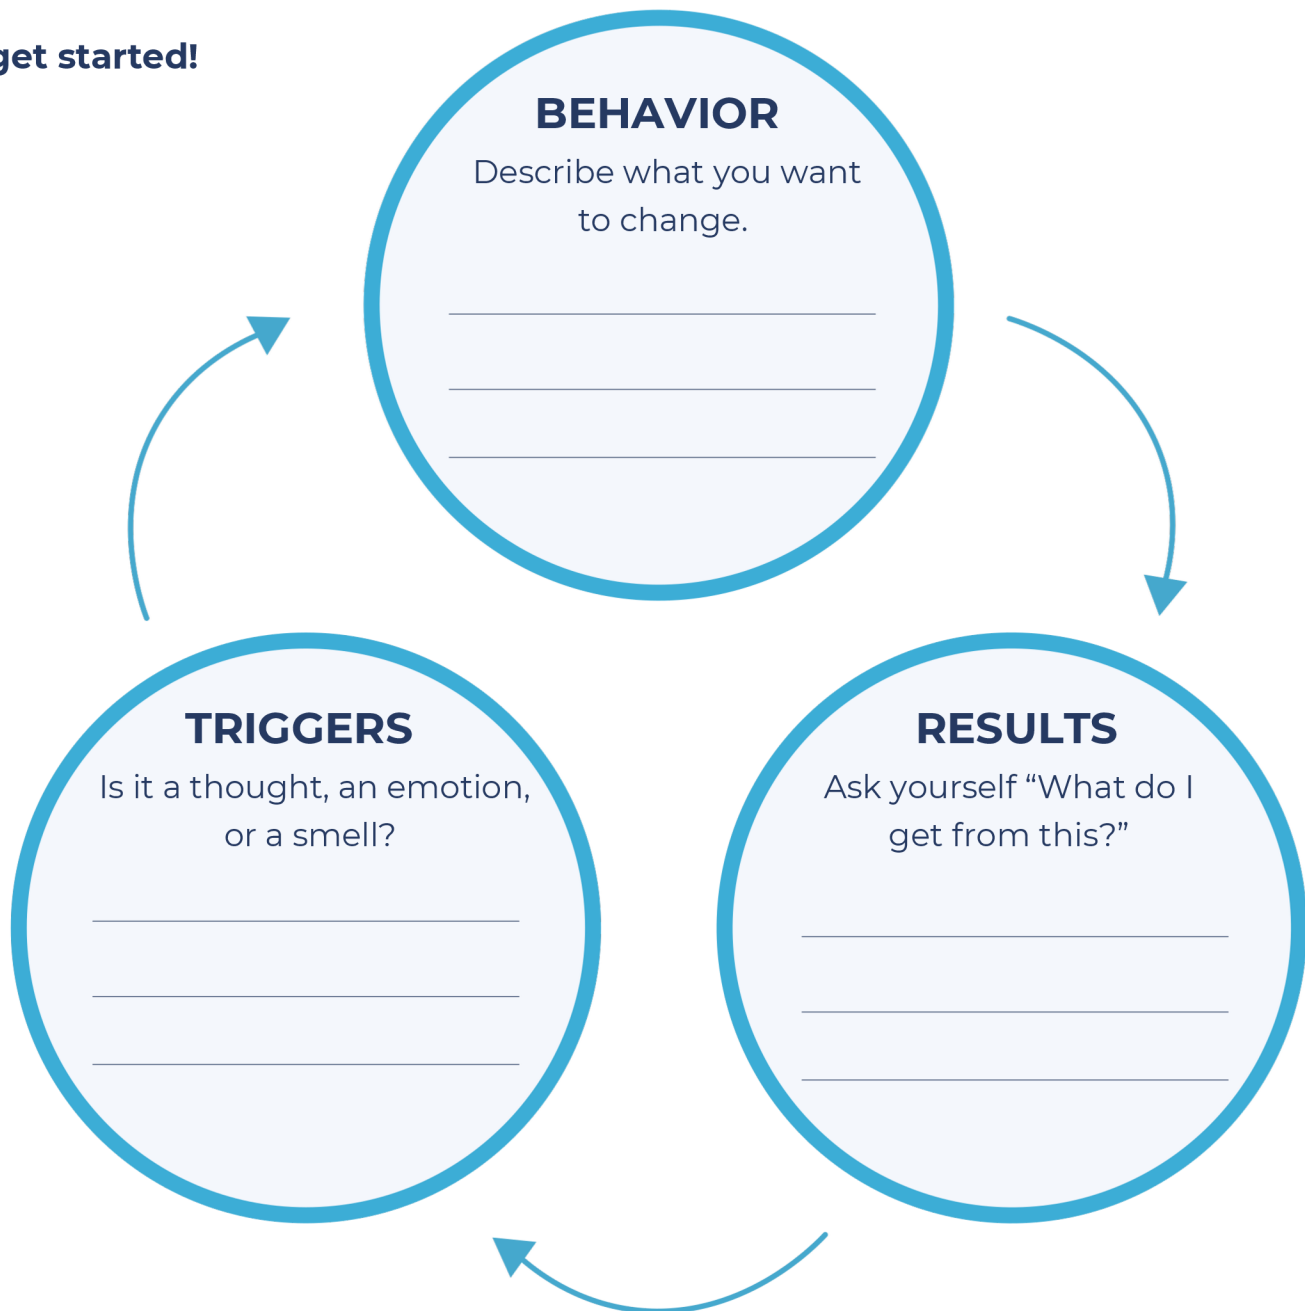 get started!
BEHAVIOR
Describe what you want
to change.
TRIGGERS
Is it a thought, an emotion,
or a smell?
RESULTS
Ask yourself “What do I
get from this?”